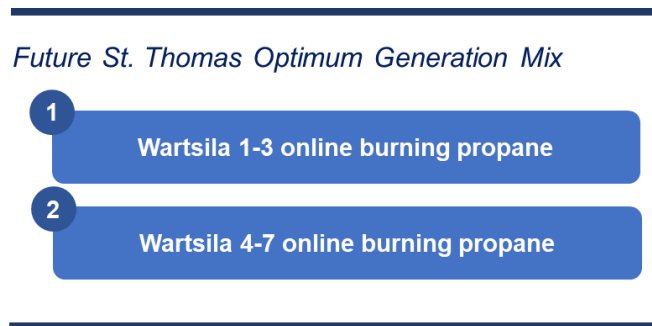 Future St. Thomas Optimum Generation Mix
1
Wartsila 1-3 online burning propane
2
Wartsila 4-7 online burning propane